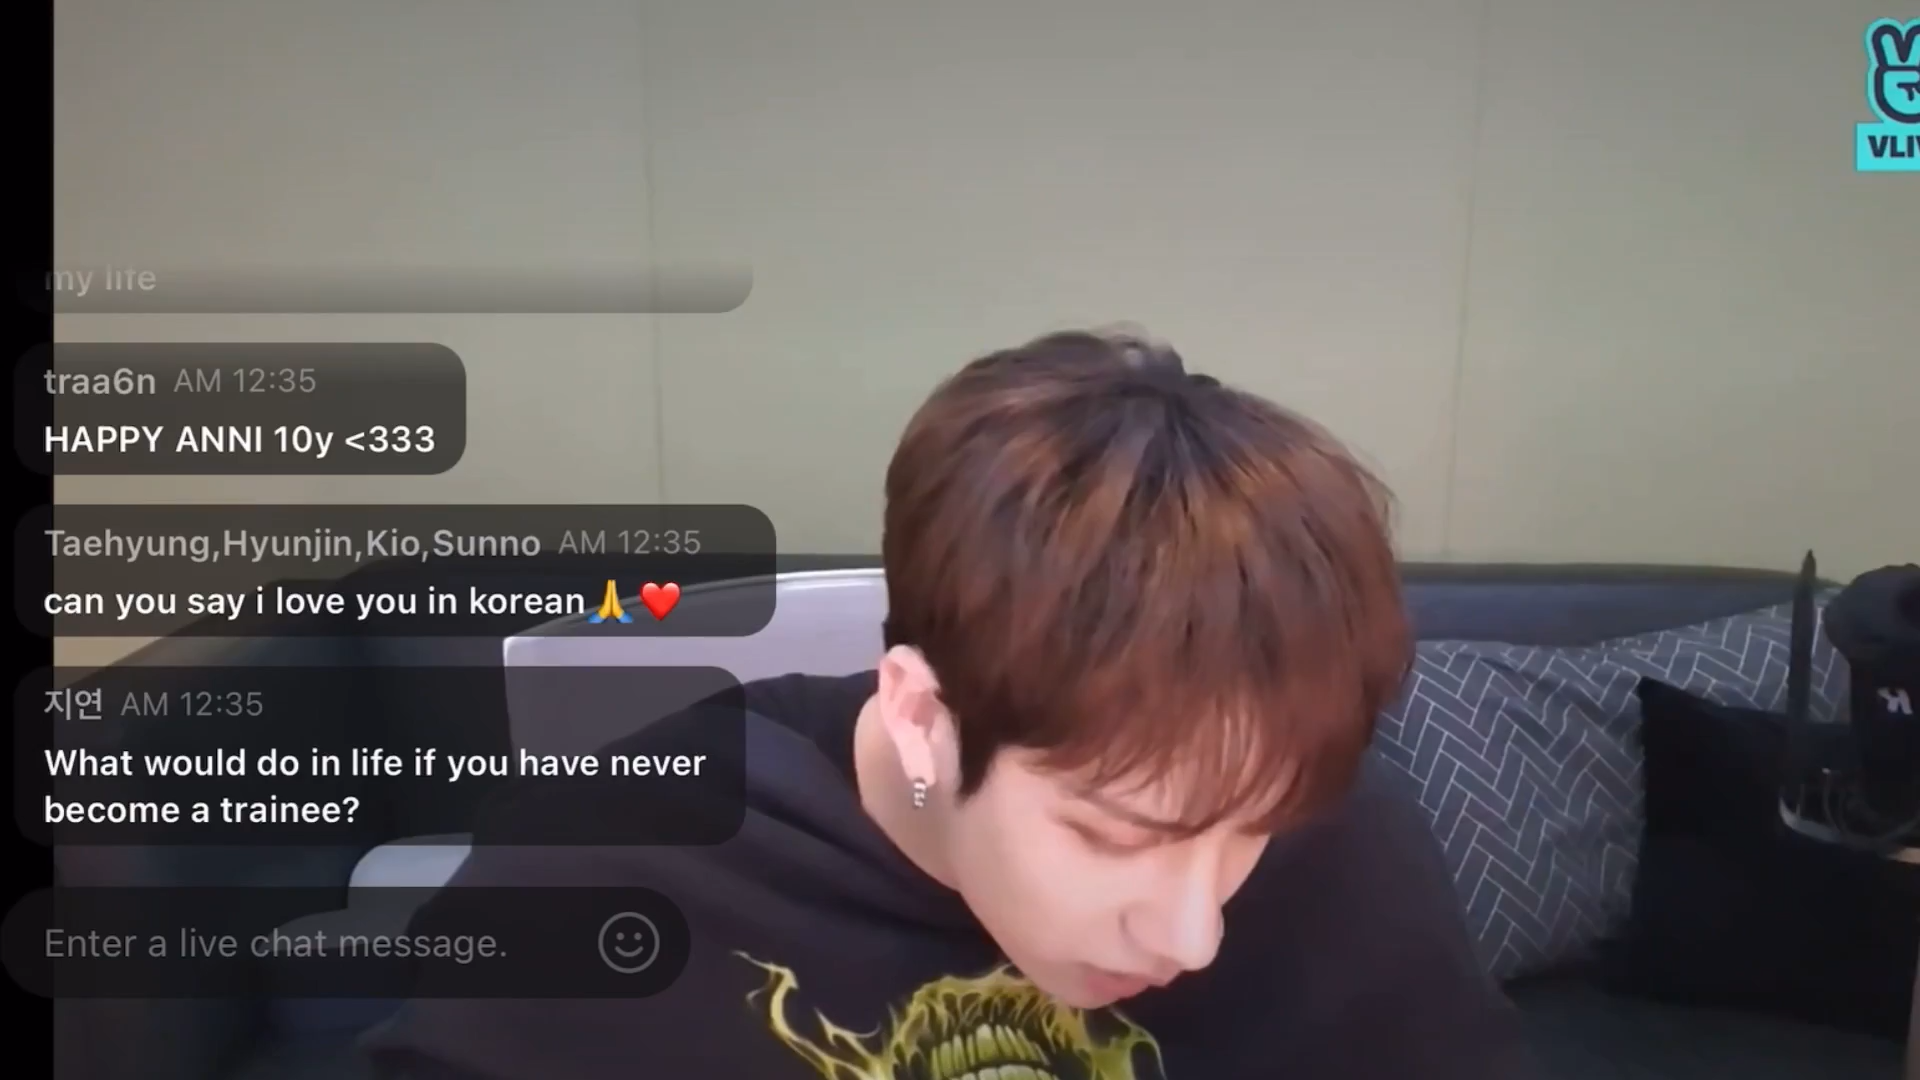 VLIV
my life
traa6n AM 12:35
HAPPY ANNI 10y <333
Taehyung,Hyunjin,Kio,Sunno AM 12:35
can you say i love you in korean🙏❤️
지연 AM 12:35
What would do in life if you have never
become a trainee?
Enter a live chat message.